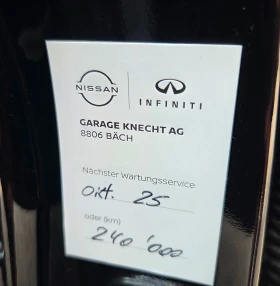 NISSAN
INFINITI
GARAGE KNECHT AG
8806 BÄCH
Nächster Wartungsservice
Okt. 25
oder (km)
240'000